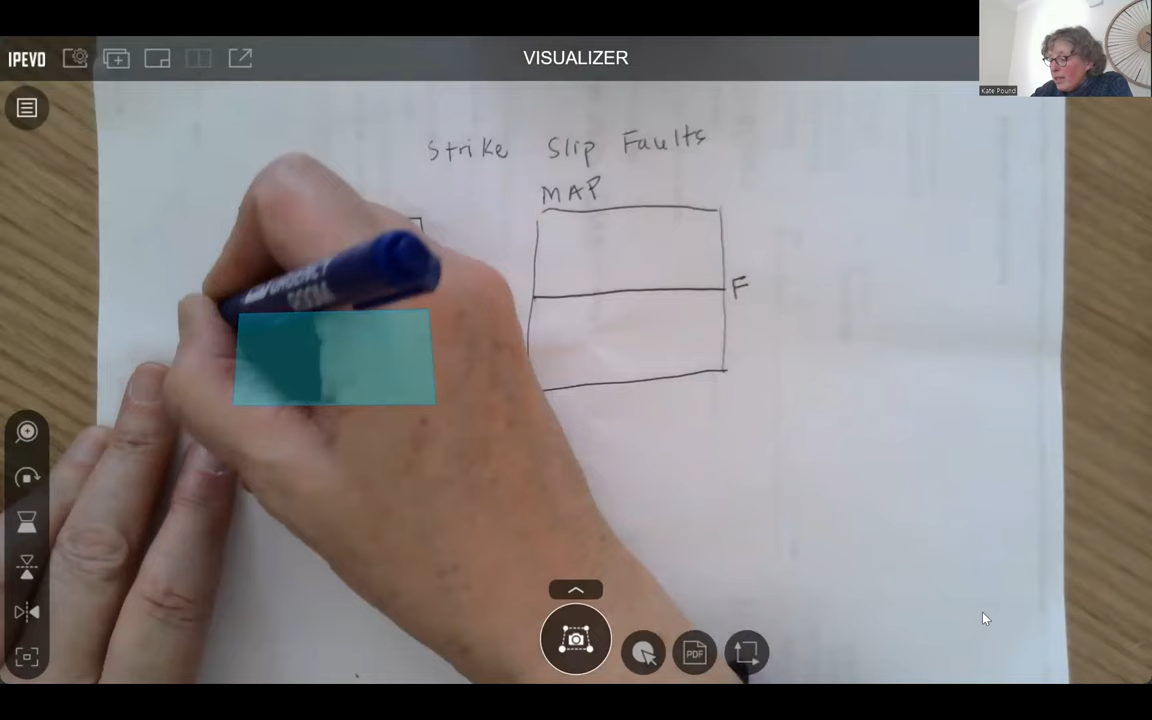 IPEVO
VISUALIZER
Kate Pound
Strike Slip Faults
MAP
F
PDF